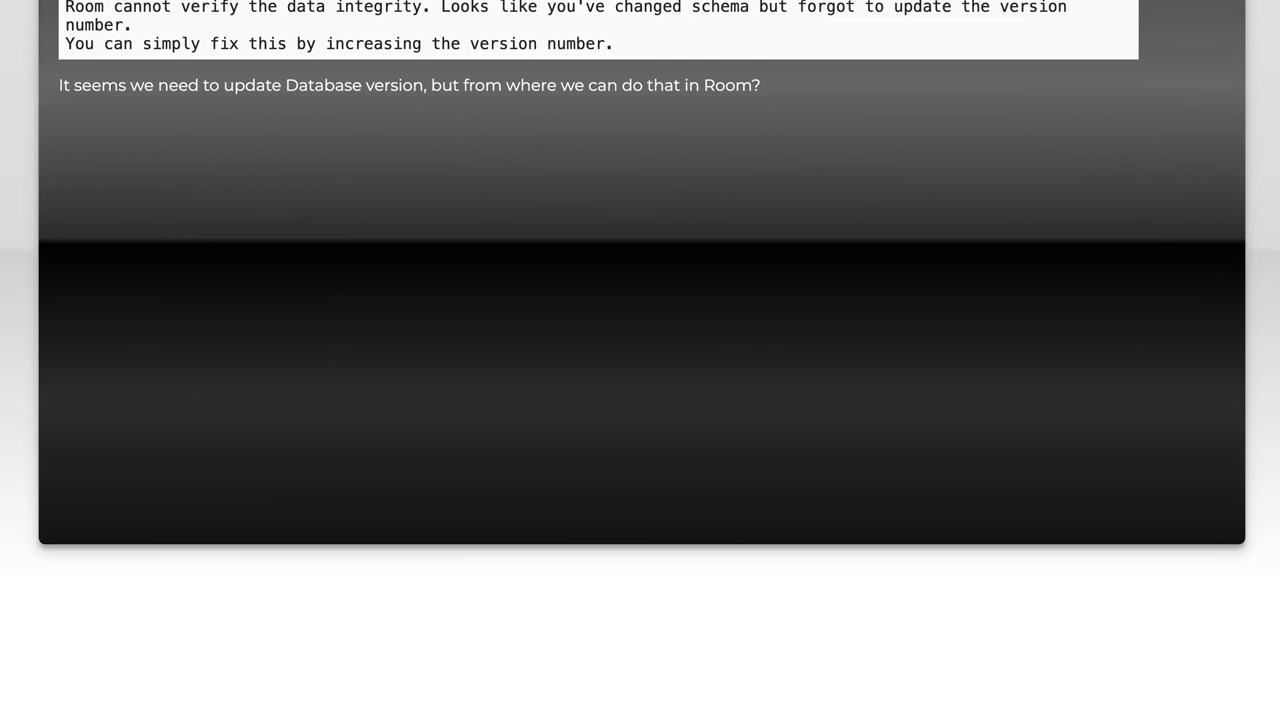 Room cannot verify the data integrity. Looks like you've changed schema but forgot to update the version
number.
You can simply fix this by increasing the version number.
It seems we need to update Database version, but from where we can do that in Room?